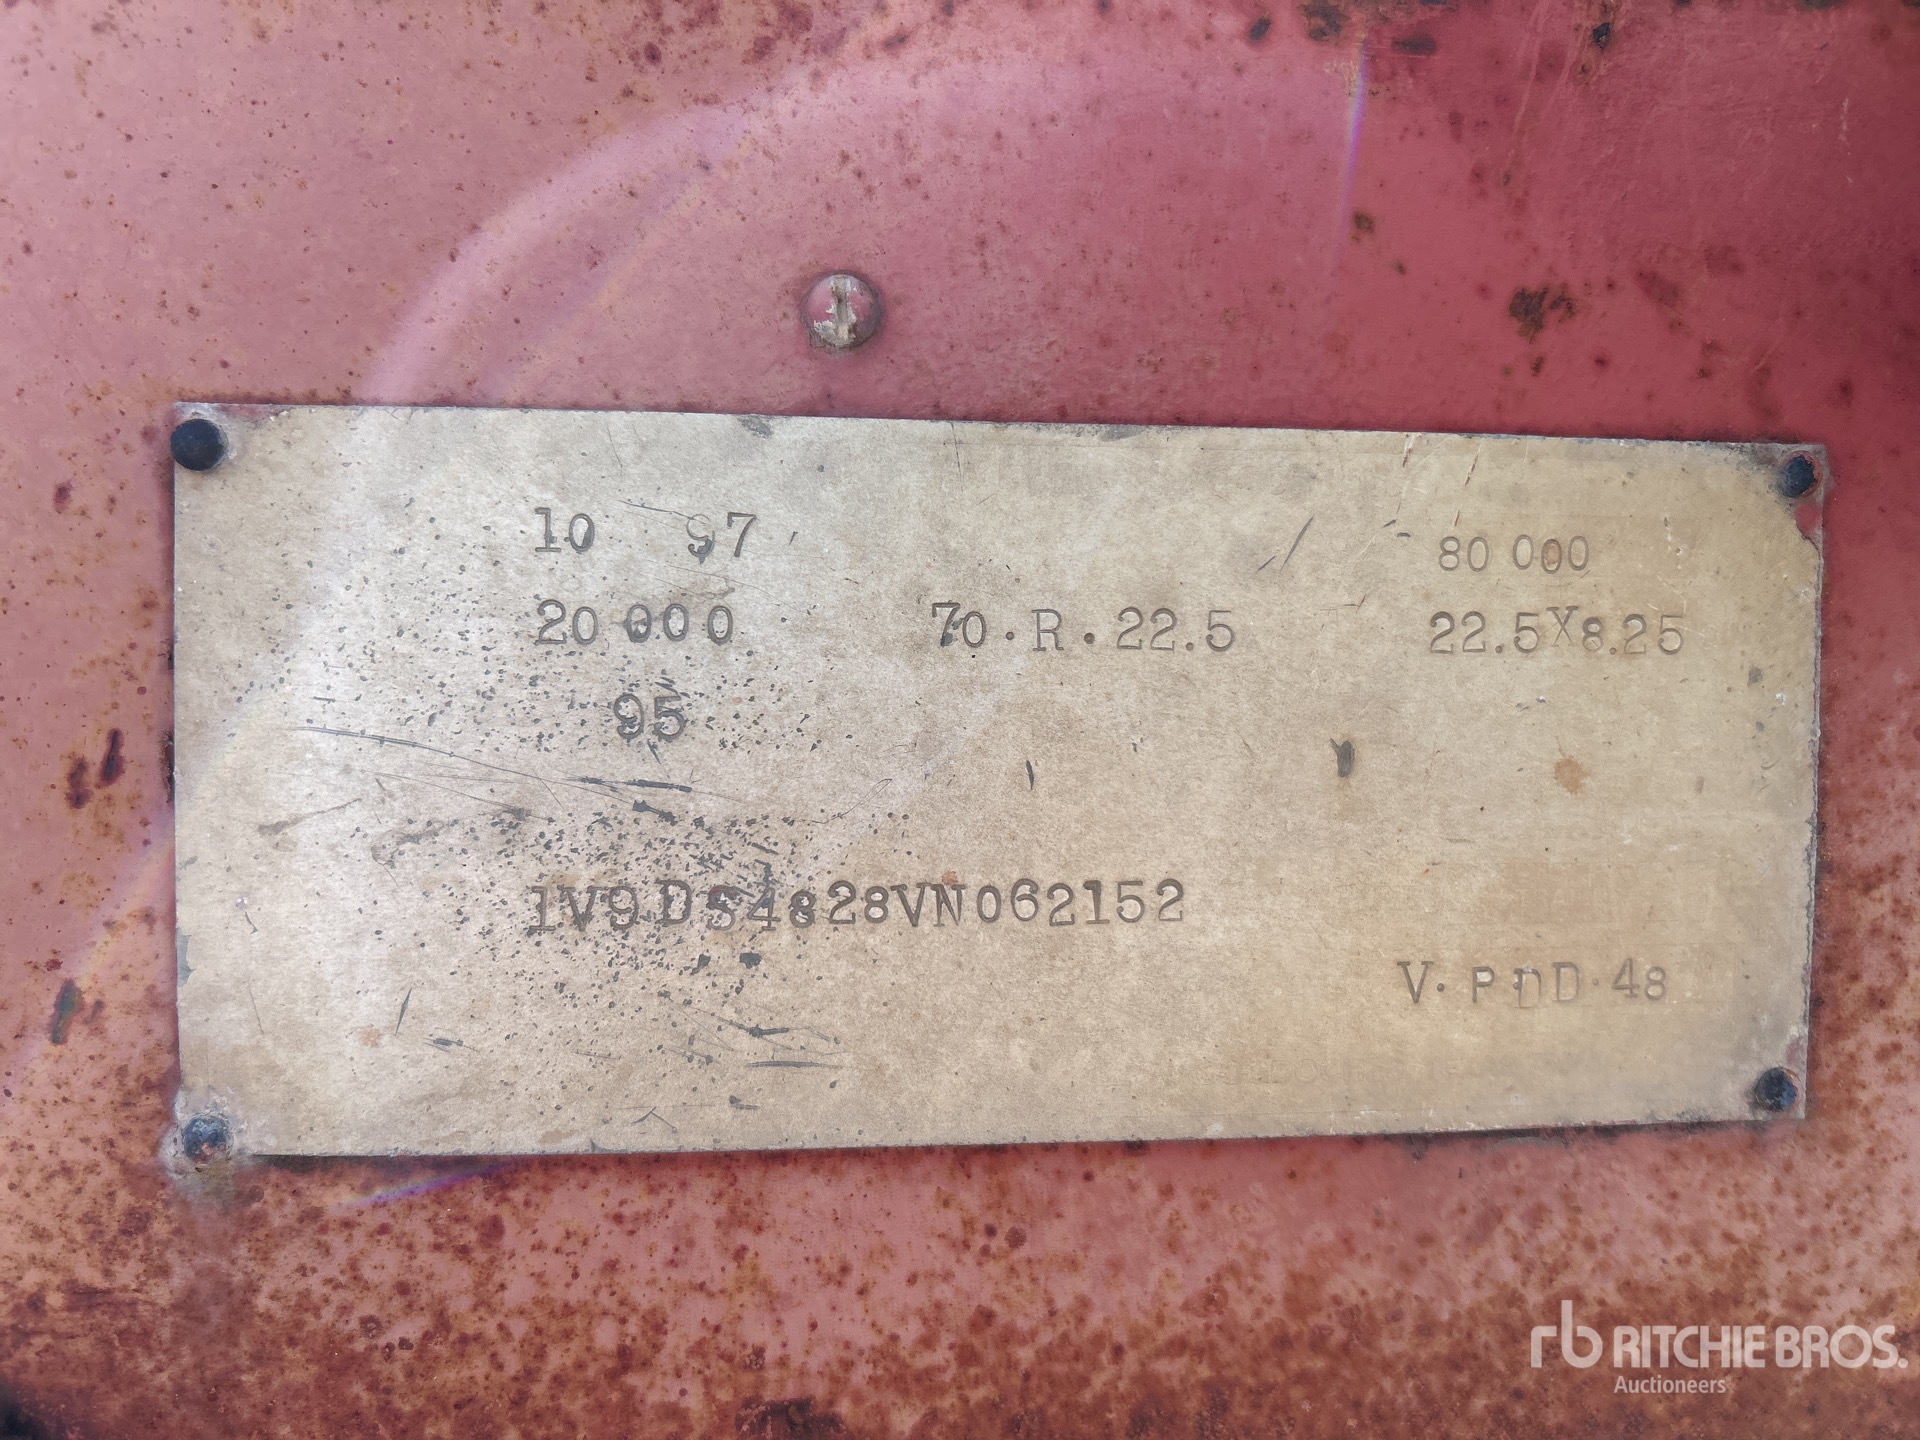 10 97 80 000
20 000 70·R·22.5 22.5X8.25
95
1V9DS4828VN062152
V·PDD·48
rb RITCHIE BROS.
Auctioneers